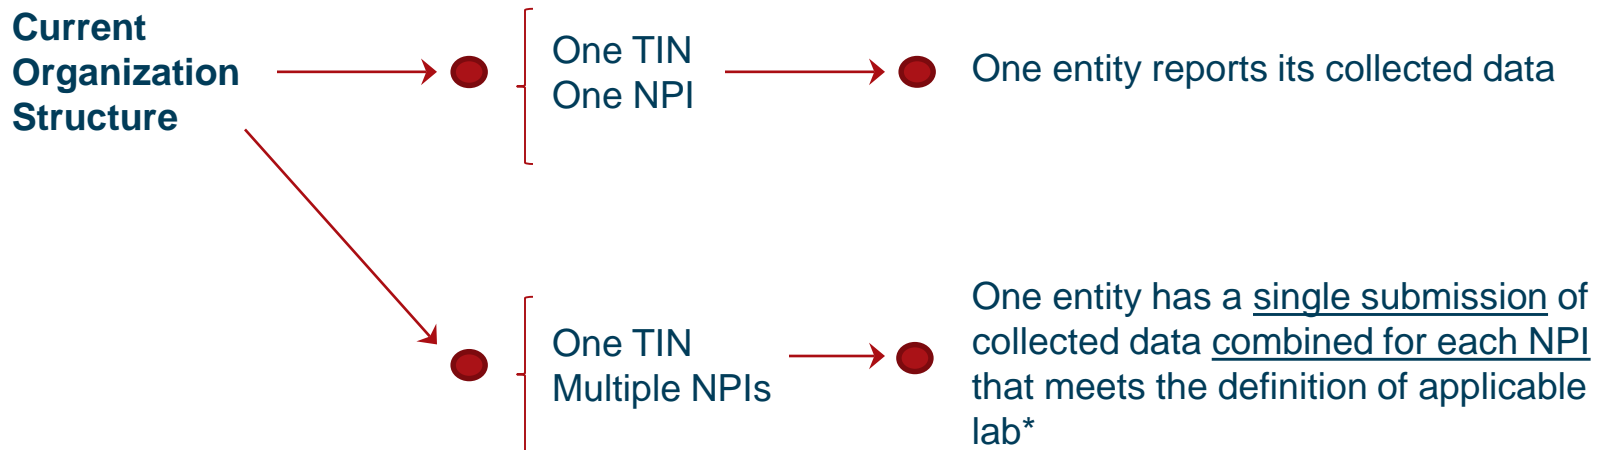 Current
Organization
Structure
One TIN
One NPI
One entity reports its collected data
One TIN
Multiple NPIs
One entity has a single submission of
collected data combined for each NPI
that meets the definition of applicable
lab*